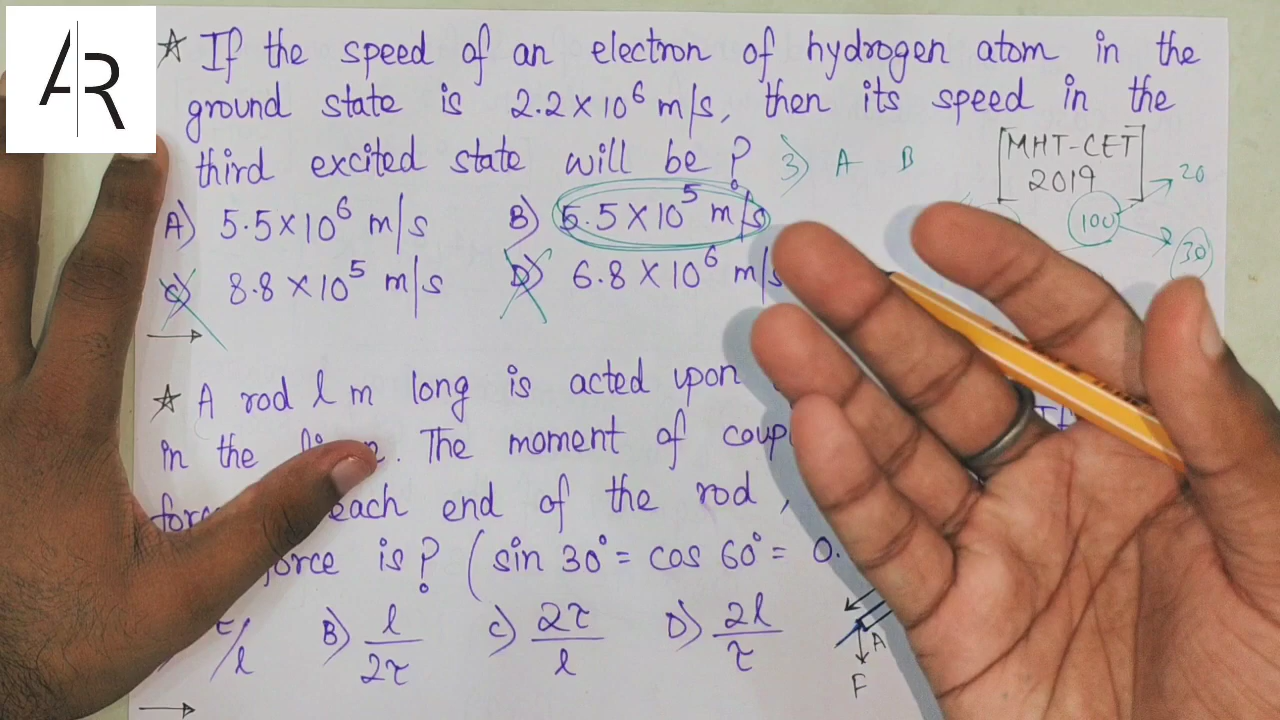 AR
☆ If the speed of an electron of hydrogen atom in the
ground state is 2.2×10⁶ m/s, then its speed in the
third excited state will be?
3) A B
[MHT-CET
2019]
20
100
30
A) 5.5×10⁶ m/s B) 5.5×10⁵ m/s
C) 8.8×10⁵ m/s D) 6.8×10⁶ m/s
→
☆ A rod l m long is acted upon
in the The moment of
each end of the rod,
force is? (sin 30° = cos 60° = 0.
B) l/2τ C) 2τ/l D) 2l/τ
A
F
→